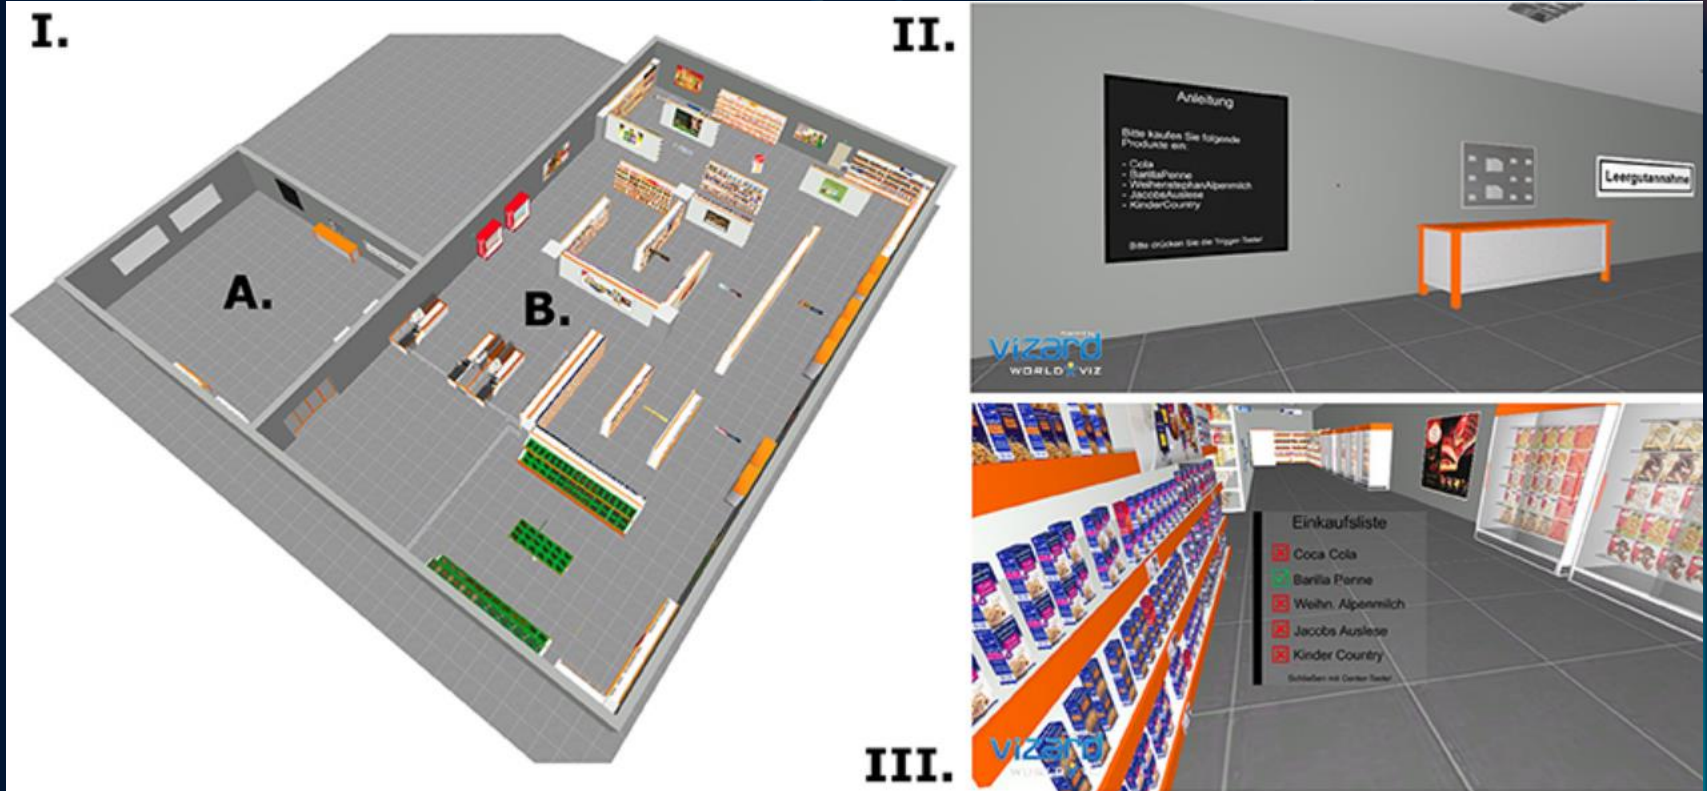 I.
A.
B.
II.
Anleitung
Bitte kaufen Sie folgende
Produkte ein:
- Cola
- BarillaPenne
- WeihenstephanAlpenmilch
- JacobsAuslese
- KinderCountry
Bitte drücken Sie die Trigger-Taste!
Leergutannahme
vizard
WORLD VIZ
III.
Einkaufsliste
Coca Cola
Barilla Penne
Weihn. Alpenmilch
Jacobs Auslese
Kinder Country
Schließen mit Center-Taste!
vizard